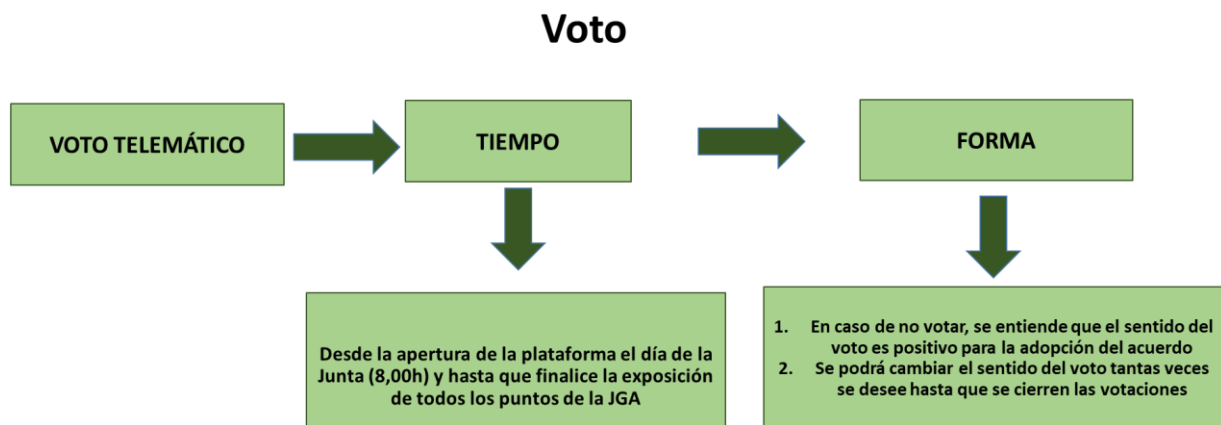 Voto
VOTO TELEMÁTICO
TIEMPO
FORMA
Desde la apertura de la plataforma el día de la
Junta (8,00h) y hasta que finalice la exposición
de todos los puntos de la JGA
1. En caso de no votar, se entiende que el sentido del
voto es positivo para la adopción del acuerdo
2. Se podrá cambiar el sentido del voto tantas veces
se desee hasta que se cierren las votaciones